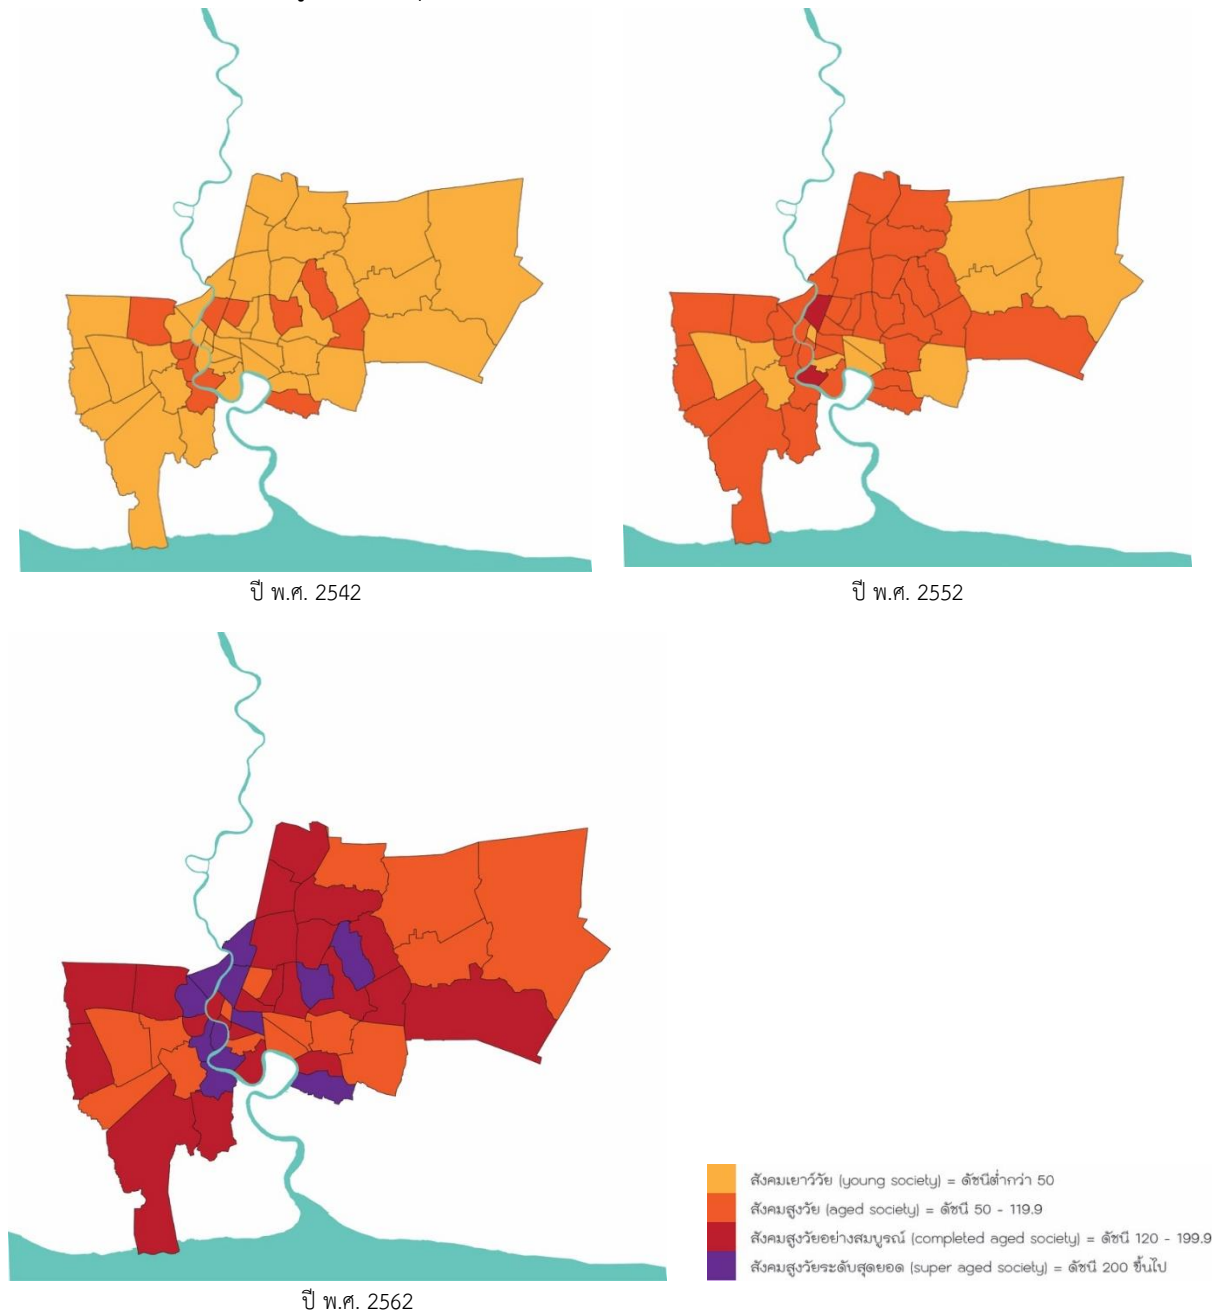 ปี พ.ศ. 2542
ปี พ.ศ. 2552
ปี พ.ศ. 2562
สังคมเยาว์วัย (young society) = ดัชนีต่ำกว่า 50
สังคมสูงวัย (aged society) = ดัชนี 50 - 119.9
สังคมสูงวัยอย่างสมบูรณ์ (completed aged society) = ดัชนี 120 - 199.9
สังคมสูงวัยระดับสุดยอด (super aged society) = ดัชนี 200 ขึ้นไป